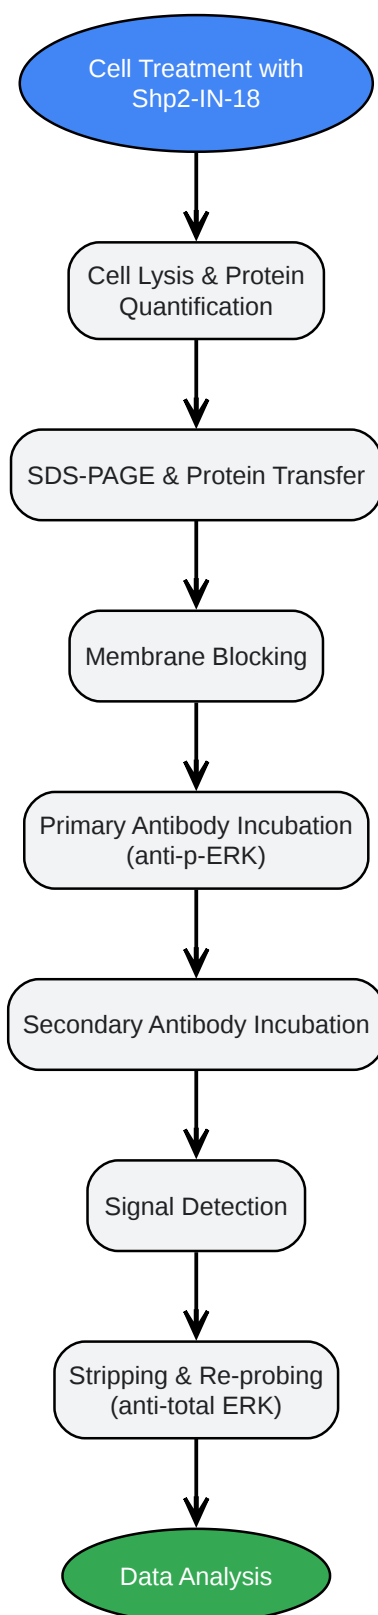 Cell Treatment with
Shp2-IN-18
Cell Lysis & Protein
Quantification
SDS-PAGE & Protein Transfer
Membrane Blocking
Primary Antibody Incubation
(anti-p-ERK)
Secondary Antibody Incubation
Signal Detection
Stripping & Re-probing
(anti-total ERK)
Data Analysis